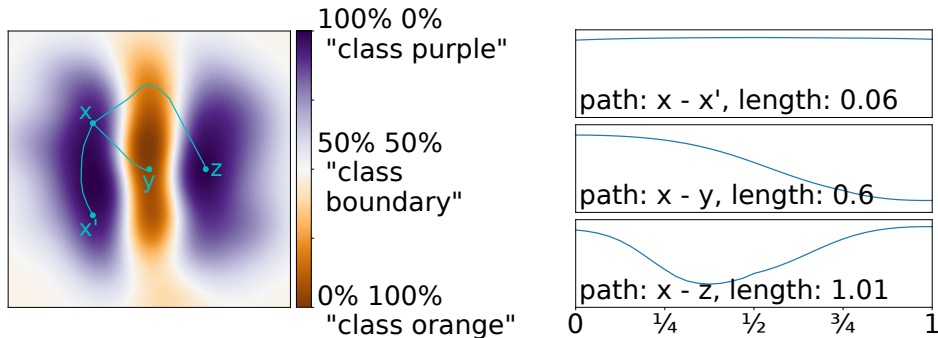 x
y
z
x'
100% 0%
"class purple"
50% 50%
"class
boundary"
0% 100%
"class orange"
path: x - x', length: 0.06
path: x - y, length: 0.6
path: x - z, length: 1.01
0 ¼ ½ ¾ 1